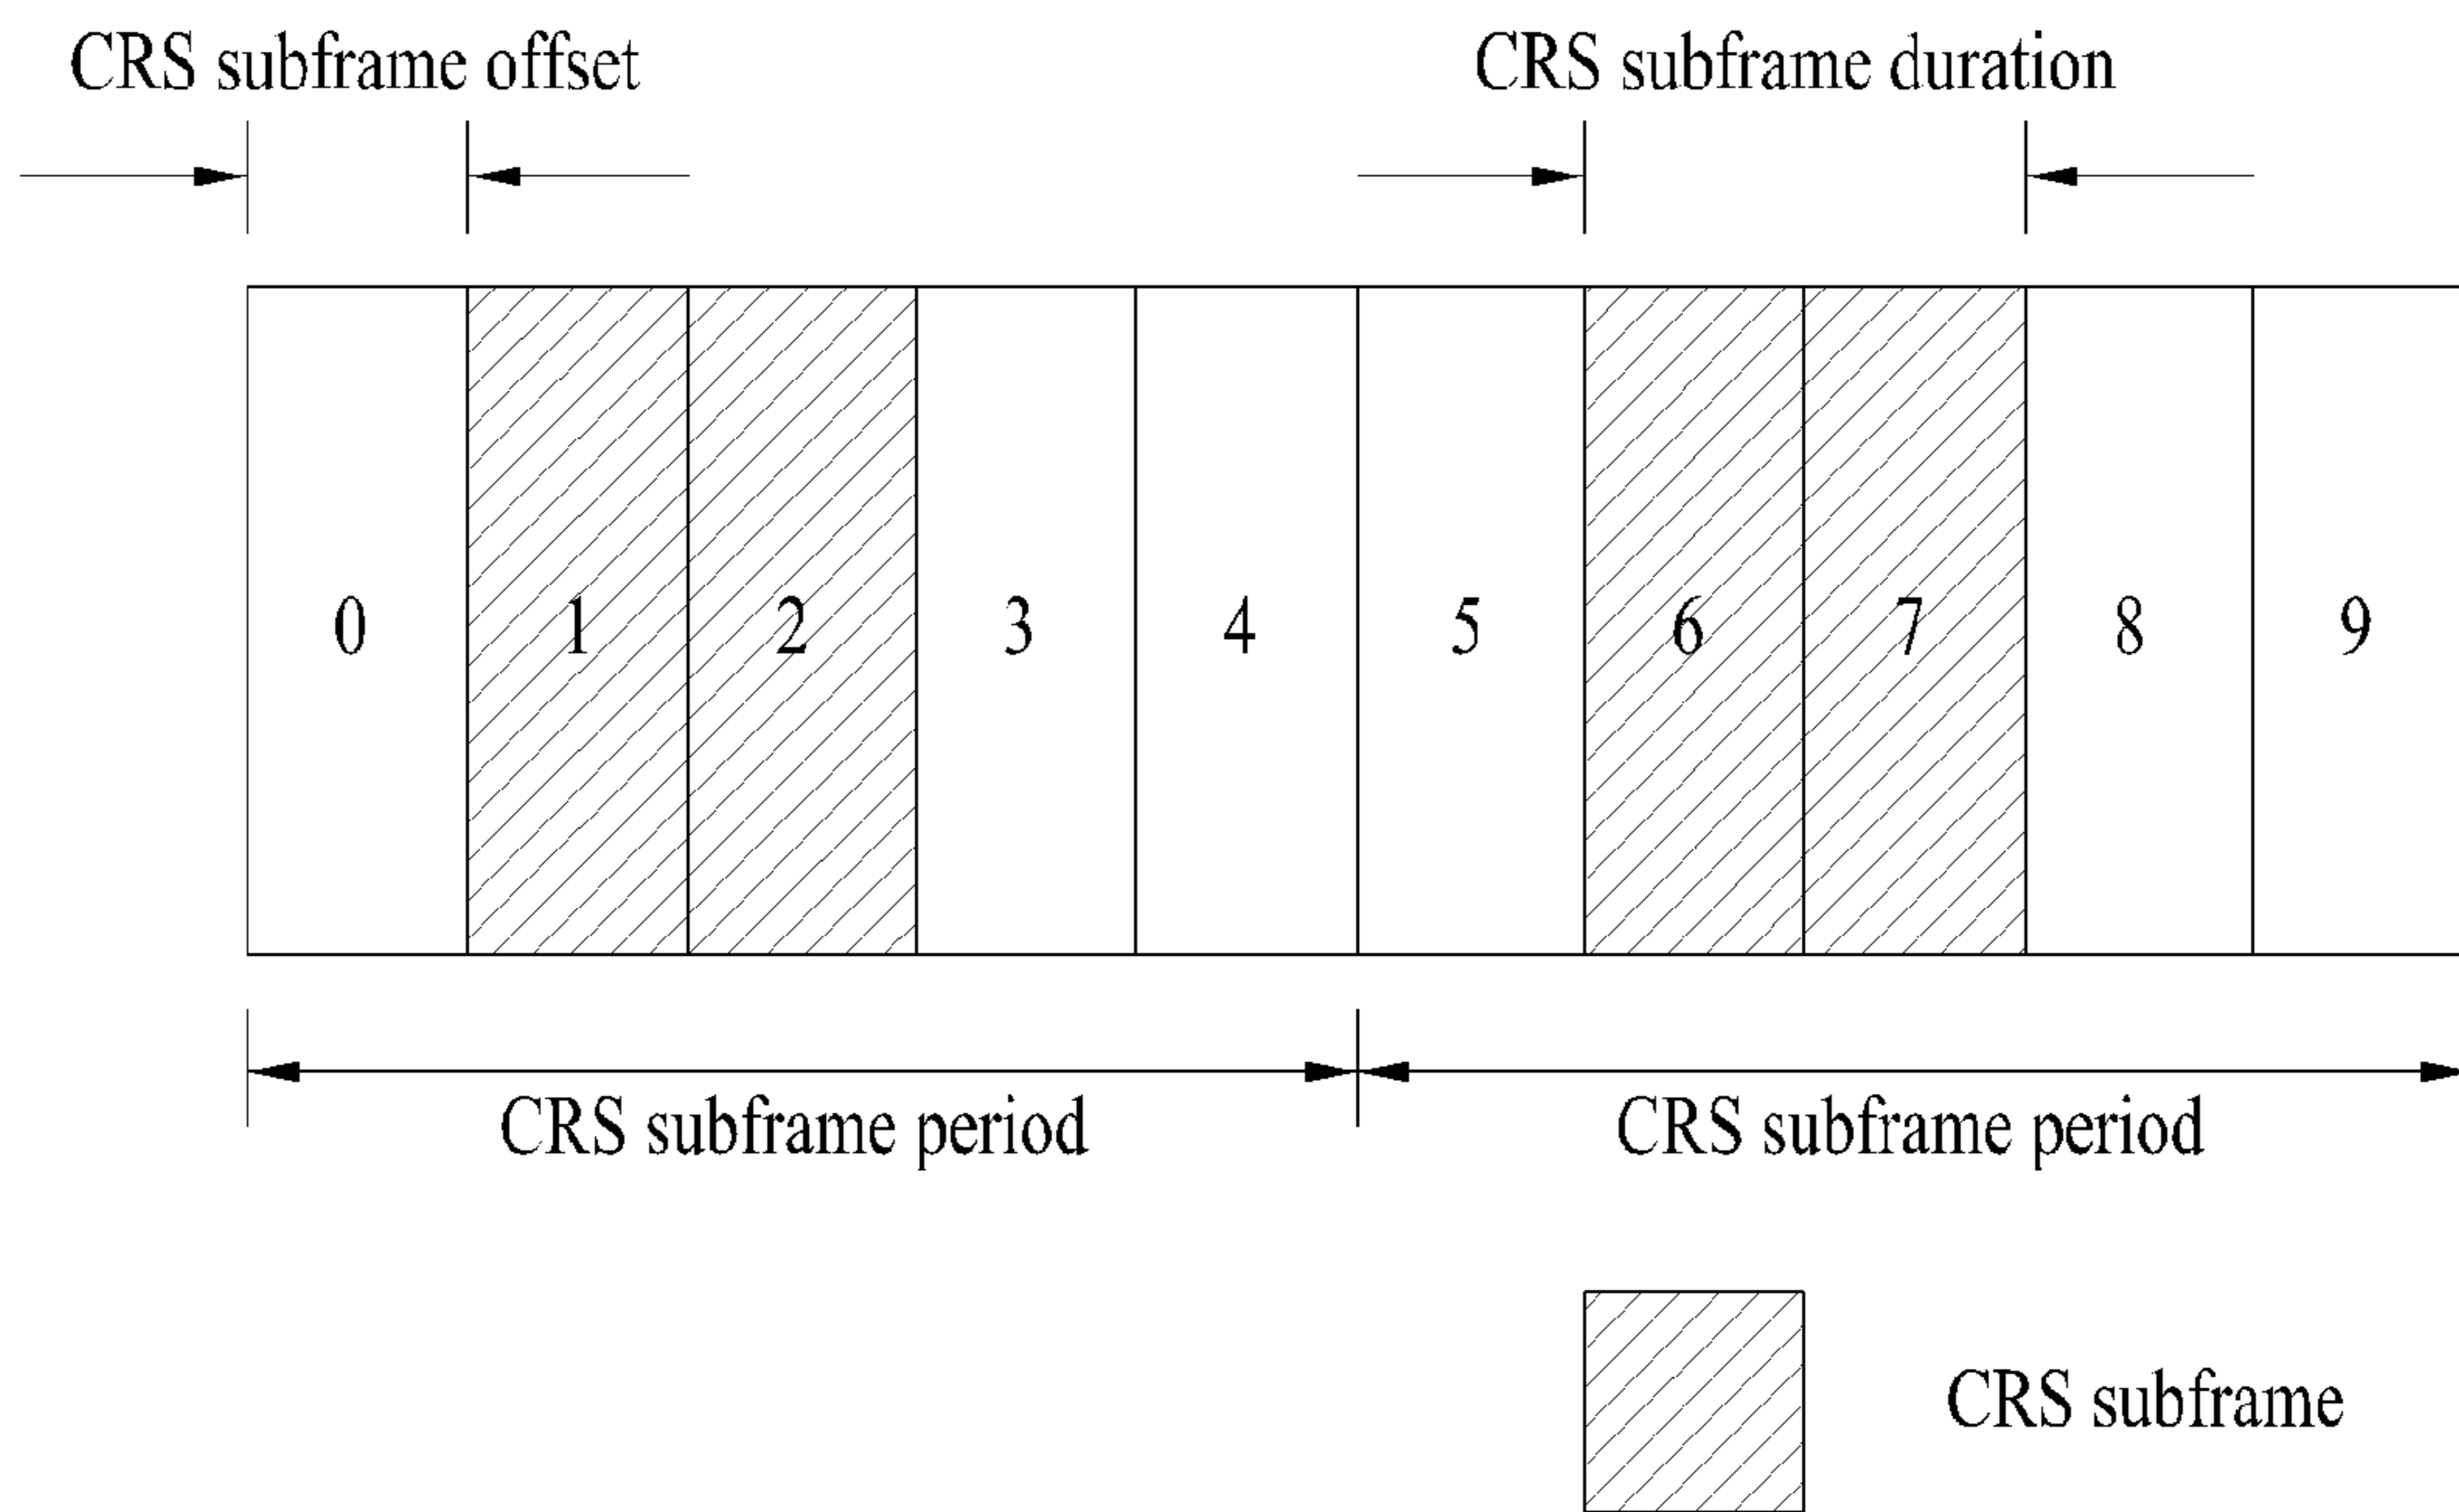 CRS subframe offset
CRS subframe duration
0 1 2 3 4 5 6 7 8 9
CRS subframe period
CRS subframe period
CRS subframe